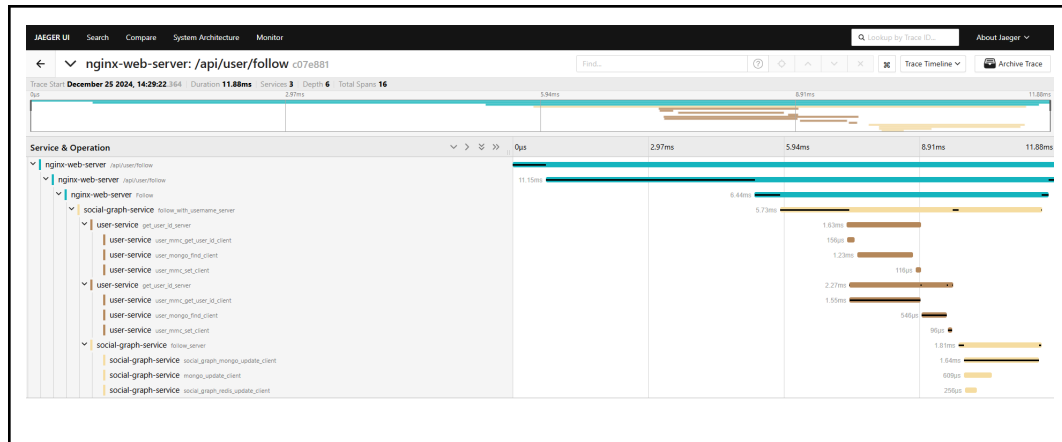 JAEGER UI Search Compare System Architecture Monitor Lookup by Trace ID... About Jaeger
nginx-web-server: /api/user/follow c07e881 Find... Trace Timeline Archive Trace
Trace Start December 25 2024, 14:29:22.364 Duration 11.88ms Services 3 Depth 6 Total Spans 16
0μs 2.97ms 5.94ms 8.91ms 11.88ms
Service & Operation 0μs 2.97ms 5.94ms 8.91ms 11.88ms
nginx-web-server /api/user/follow
nginx-web-server /api/user/follow 11.15ms
nginx-web-server Follow 6.44ms
social-graph-service follow_with_username_server 5.73ms
user-service get_user_id_server 1.63ms
user-service user_mmc_get_user_id_client 156μs
user-service user_mongo_find_client 1.23ms
user-service user_mmc_set_client 116μs
user-service get_user_id_server 2.27ms
user-service user_mmc_get_user_id_client 1.55ms
user-service user_mongo_find_client 546μs
user-service user_mmc_set_client 96μs
social-graph-service follow_server 1.81ms
social-graph-service social_graph_mongo_update_client 1.64ms
social-graph-service mongo_update_client 609μs
social-graph-service social_graph_redis_update_client 256μs